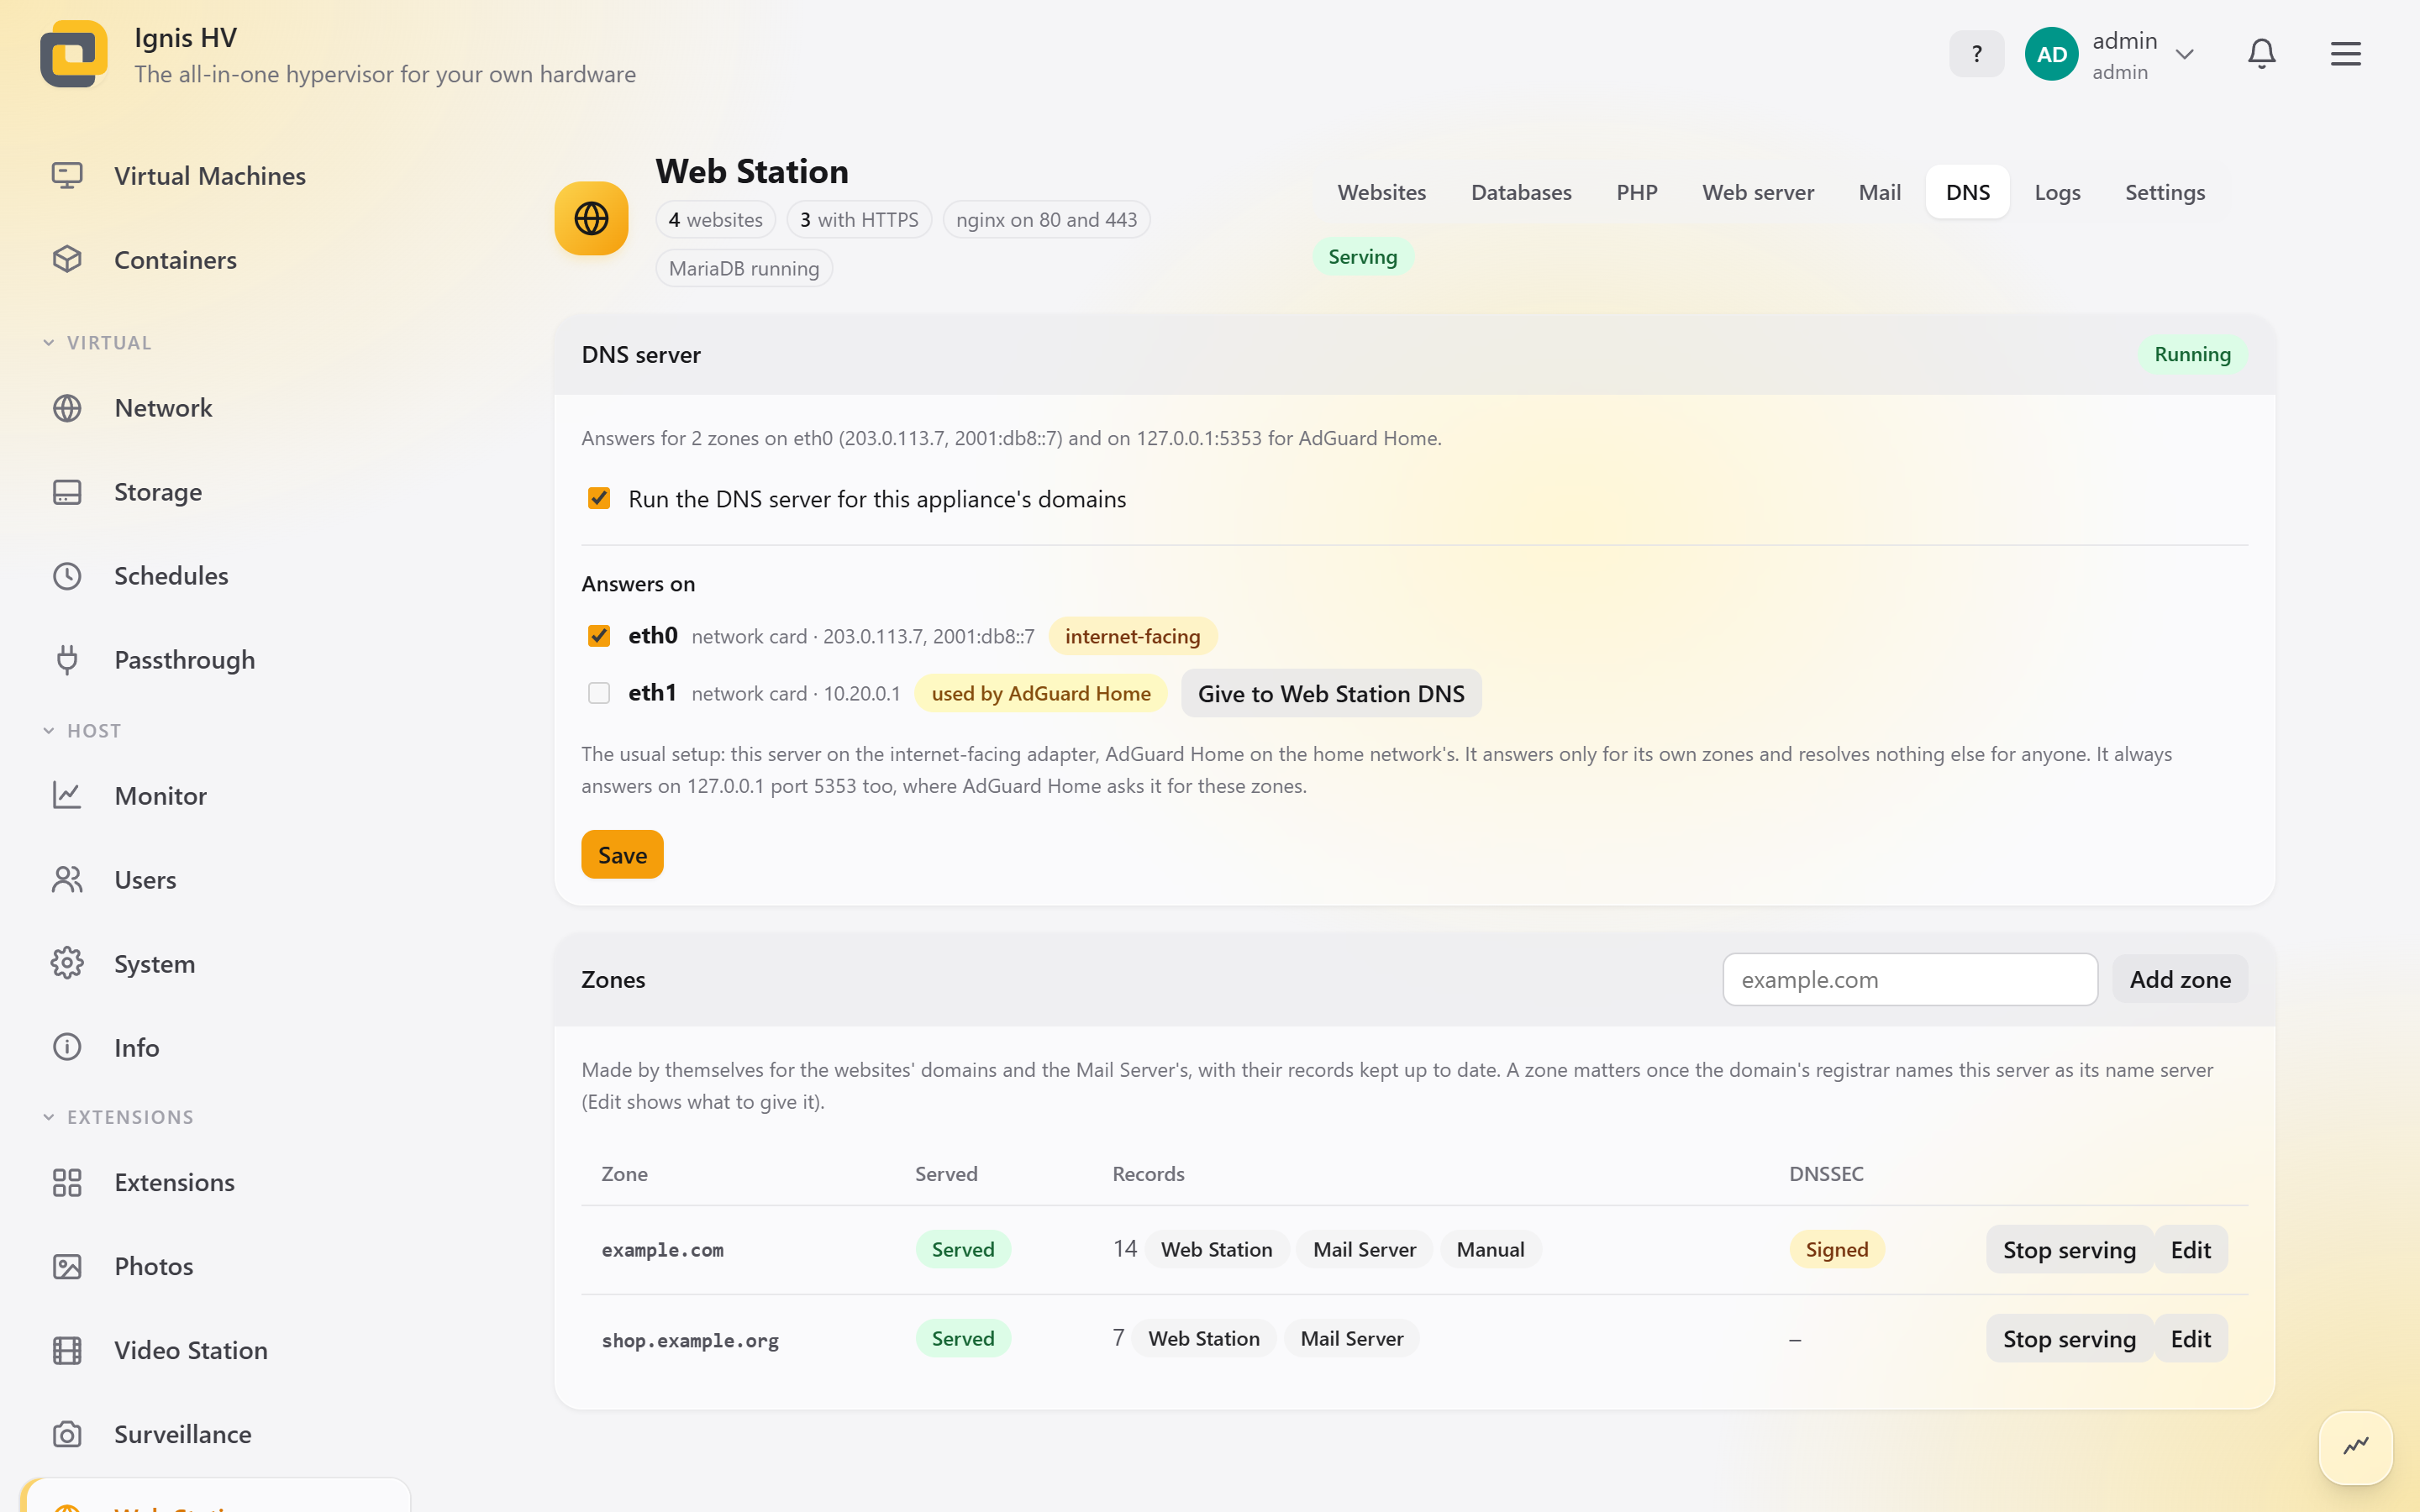 Ignis HV
The all-in-one hypervisor for your own hardware
?
AD
admin
admin
Virtual Machines
Containers
VIRTUAL
Network
Storage
Schedules
Passthrough
HOST
Monitor
Users
System
Info
EXTENSIONS
Extensions
Photos
Video Station
Surveillance
Web Station
4 websites
3 with HTTPS
nginx on 80 and 443
MariaDB running
Websites
Databases
PHP
Web server
Mail
DNS
Logs
Settings
Serving
DNS server
Running
Answers for 2 zones on eth0 (203.0.113.7, 2001:db8::7) and on 127.0.0.1:5353 for AdGuard Home.
Run the DNS server for this appliance's domains
Answers on
eth0 network card · 203.0.113.7, 2001:db8::7 internet-facing
eth1 network card · 10.20.0.1 used by AdGuard Home Give to Web Station DNS
The usual setup: this server on the internet-facing adapter, AdGuard Home on the home network's. It answers only for its own zones and resolves nothing else for anyone. It always
answers on 127.0.0.1 port 5353 too, where AdGuard Home asks it for these zones.
Save
Zones
example.com
Add zone
Made by themselves for the websites' domains and the Mail Server's, with their records kept up to date. A zone matters once the domain's registrar names this server as its name server
(Edit shows what to give it).
Zone Served Records DNSSEC
example.com Served 14 Web Station Mail Server Manual Signed Stop serving Edit
shop.example.org Served 7 Web Station Mail Server – Stop serving Edit